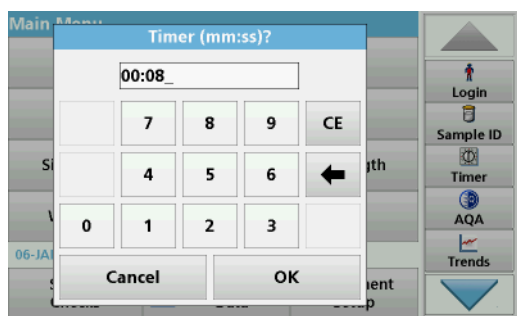 Main Menu
Timer (mm:ss)?
00:08_
7 8 9 CE
4 5 6
0 1 2 3
Cancel OK
06-JA
Login
Sample ID
Timer
AQA
Trends